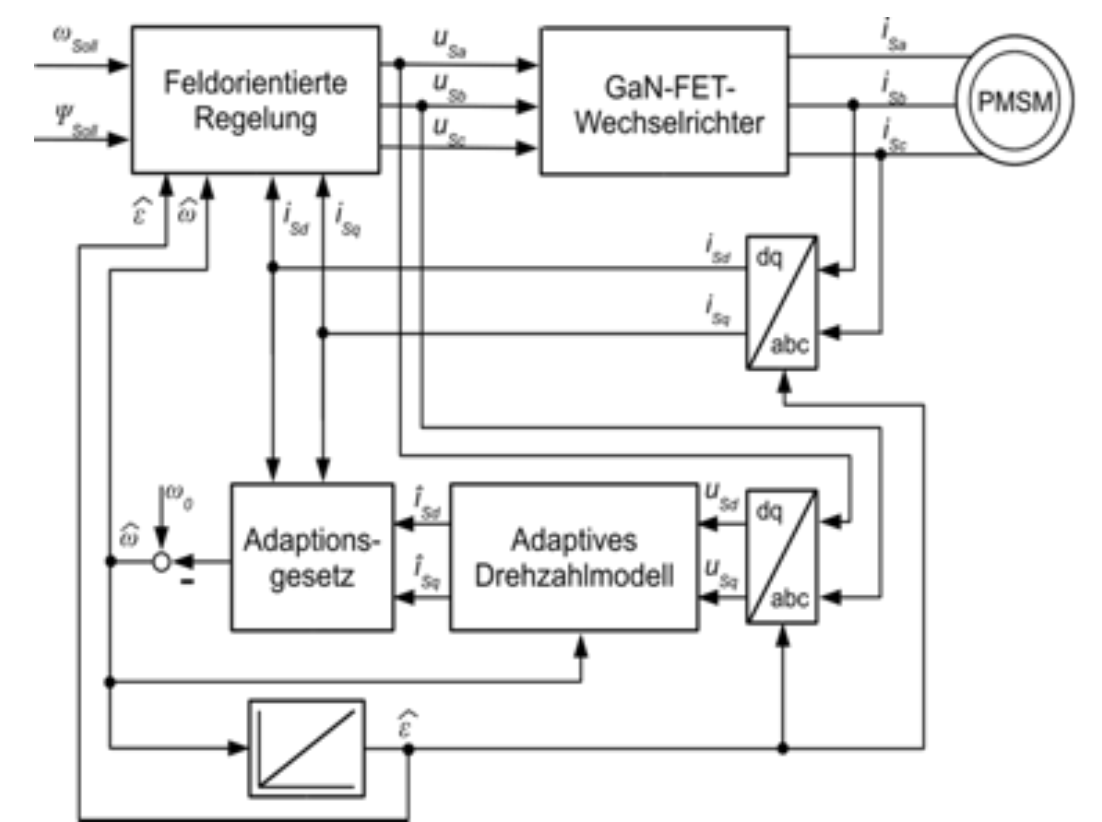 ω_Soll
Ψ_Soll
Feldorientierte
Regelung
u_Sa
u_Sb
u_Sc
GaN-FET-
Wechselrichter
i_Sa
i_Sb
i_Sc
PMSM
ε̂
ω̂
i_Sd
i_Sq
i_Sd
i_Sq
dq
abc
ω_0
ω̂
-
Adaptions-
gesetz
î_Sd
î_Sq
Adaptives
Drehzahlmodell
u_Sd
u_Sq
dq
abc
ε̂